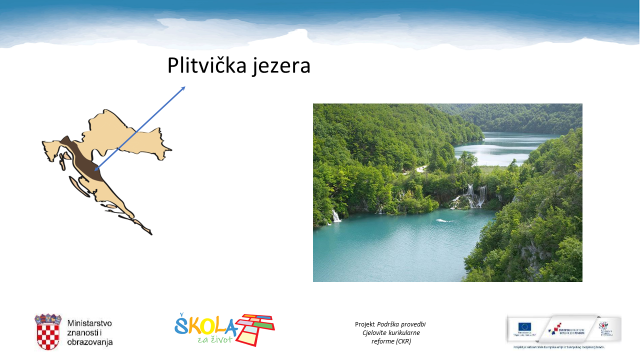 Plitvička jezera
Ministarstvo
znanosti i
obrazovanja
ŠKOLA
za život
Projekt Podrška provedbi
Cjelovite kurikularne
reforme (CKR)